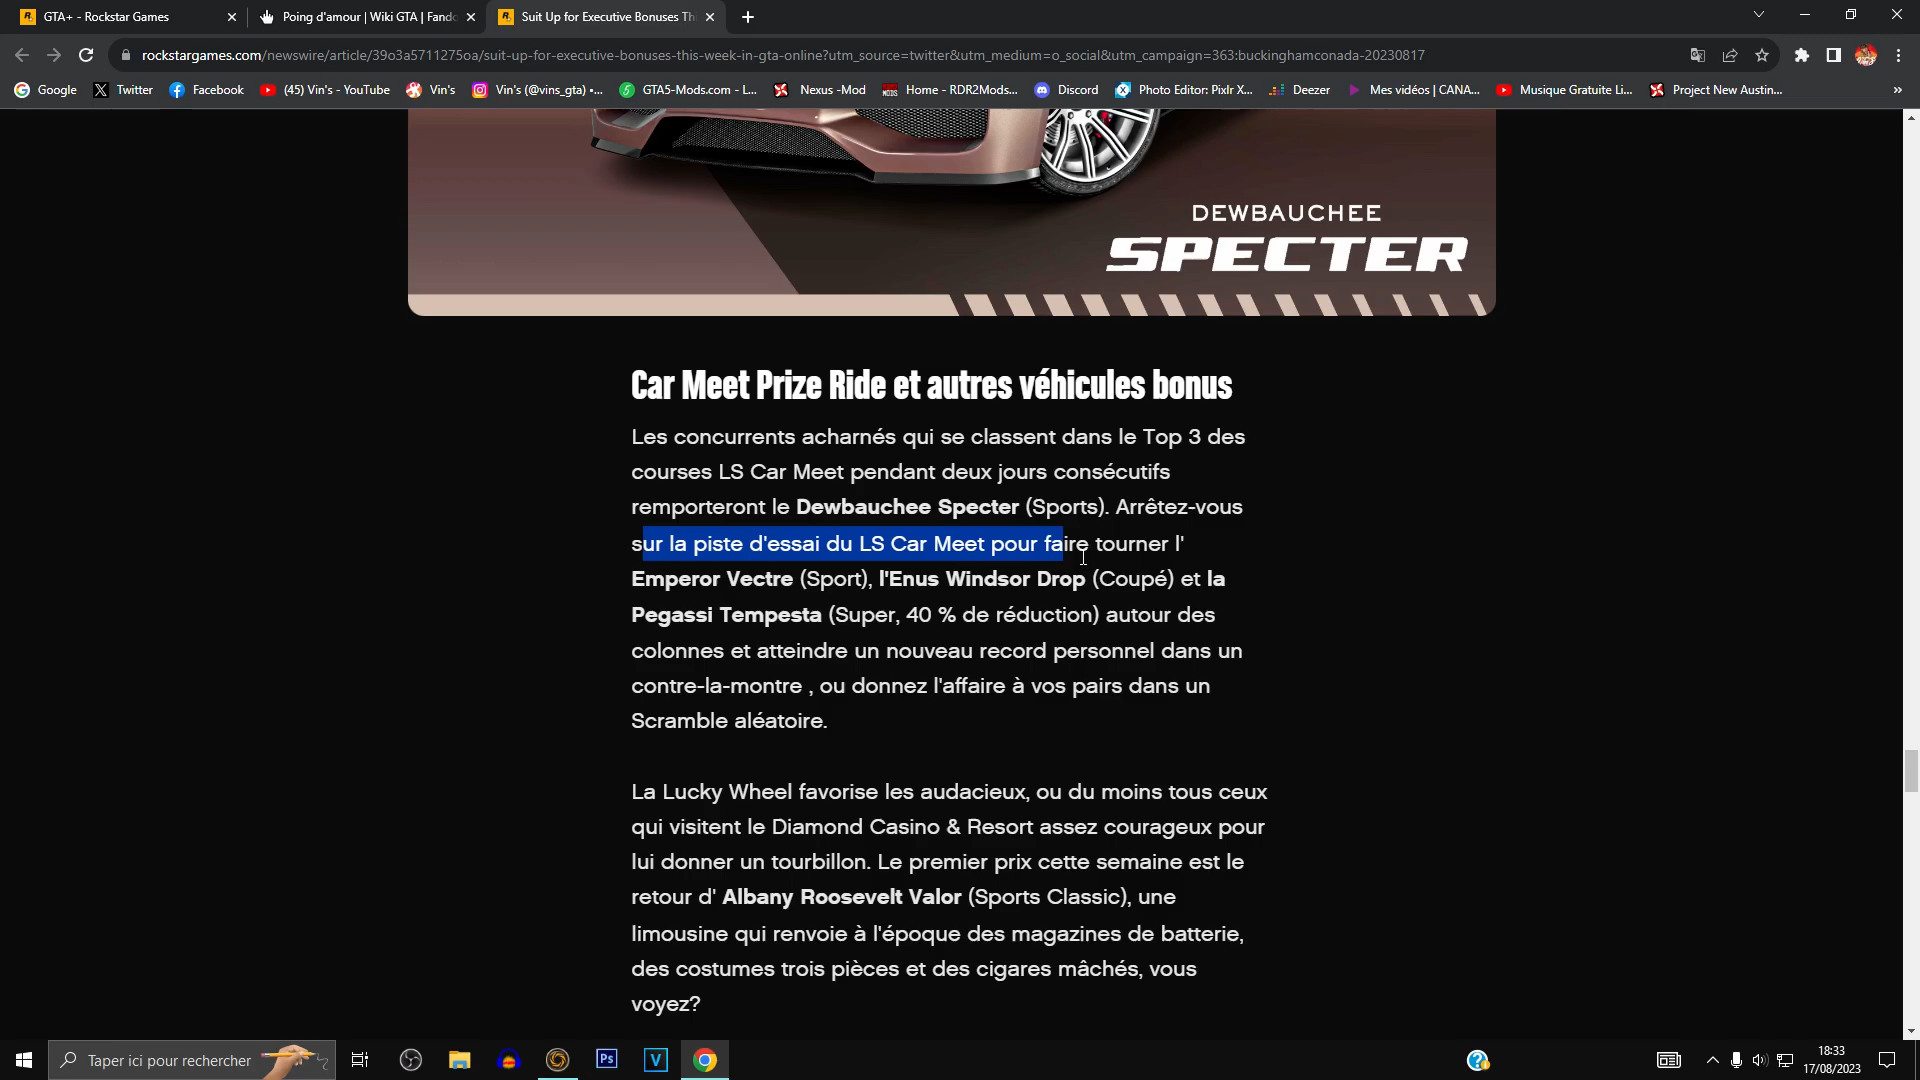 GTA+ - Rockstar Games
Poing d'amour | Wiki GTA | Fando
Suit Up for Executive Bonuses Thi
rockstargames.com/newswire/article/39o3a5711275oa/suit-up-for-executive-bonuses-this-week-in-gta-online?utm_source=twitter&utm_medium=o_social&utm_campaign=363:buckinghamconada-20230817
Google
Twitter
Facebook
(45) Vin's - YouTube
Vin's
Vin's (@vins_gta) •...
GTA5-Mods.com - L...
Nexus -Mod
Home - RDR2Mods...
Discord
Photo Editor: Pixlr X...
Deezer
Mes vidéos | CANA...
Musique Gratuite Li...
Project New Austin...
»
DEWBAUCHEE
SPECTER
Car Meet Prize Ride et autres véhicules bonus
Les concurrents acharnés qui se classent dans le Top 3 des
courses LS Car Meet pendant deux jours consécutifs
remporteront le Dewbauchee Specter (Sports). Arrêtez-vous
sur la piste d'essai du LS Car Meet pour faire tourner l'
Emperor Vectre (Sport), l'Enus Windsor Drop (Coupé) et la
Pegassi Tempesta (Super, 40 % de réduction) autour des
colonnes et atteindre un nouveau record personnel dans un
contre-la-montre , ou donnez l'affaire à vos pairs dans un
Scramble aléatoire.
La Lucky Wheel favorise les audacieux, ou du moins tous ceux
qui visitent le Diamond Casino & Resort assez courageux pour
lui donner un tourbillon. Le premier prix cette semaine est le
retour d' Albany Roosevelt Valor (Sports Classic), une
limousine qui renvoie à l'époque des magazines de batterie,
des costumes trois pièces et des cigares mâchés, vous
voyez?
Taper ici pour rechercher
Ps
V
18:33
17/08/2023